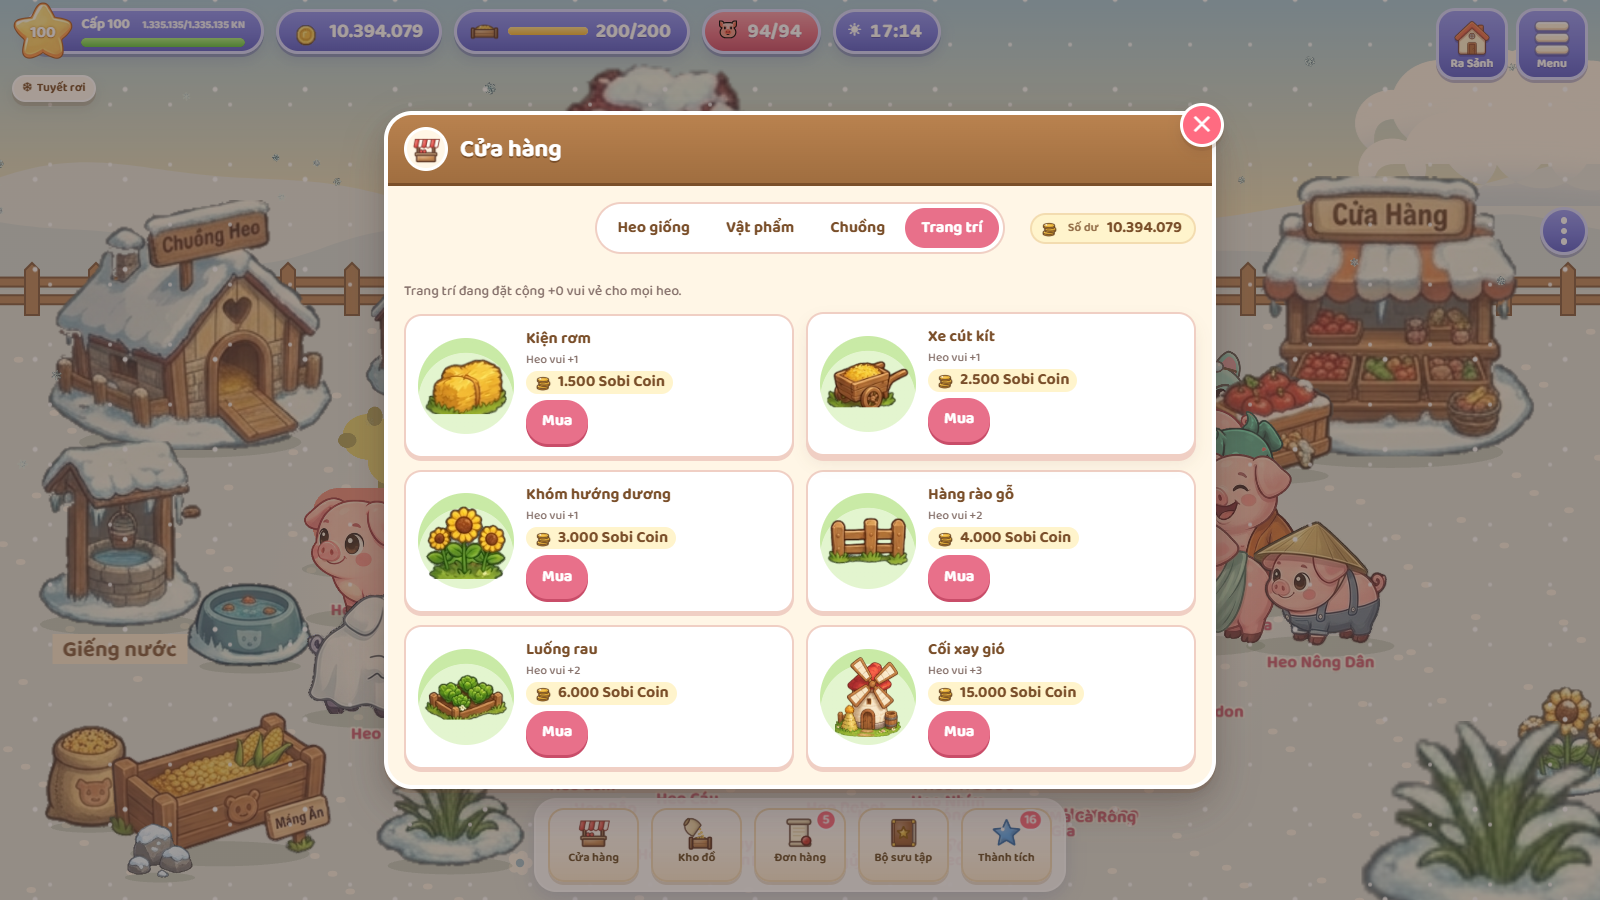 100
Cấp 100
1.335.135/1.335.135 KN
10.394.079
200/200
94/94
17:14
Ra Sảnh
Menu
Tuyết rơi
Chuồng Heo
Cửa Hàng
Cửa hàng
Heo giống
Vật phẩm
Chuồng
Trang trí
Số dư 10.394.079
Trang trí đang đặt cộng +0 vui vẻ cho mọi heo.
Kiện rơm
Heo vui +1
1.500 Sobi Coin
Mua
Xe cút kít
Heo vui +1
2.500 Sobi Coin
Mua
Khóm hướng dương
Heo vui +1
3.000 Sobi Coin
Mua
Hàng rào gỗ
Heo vui +2
4.000 Sobi Coin
Mua
Luống rau
Heo vui +2
6.000 Sobi Coin
Mua
Cối xay gió
Heo vui +3
15.000 Sobi Coin
Mua
Giếng nước
Heo Nông Dân
Heo
Máng Ăn
Cửa hàng
Kho đồ
5
Đơn hàng
Bộ sưu tập
16
Thành tích